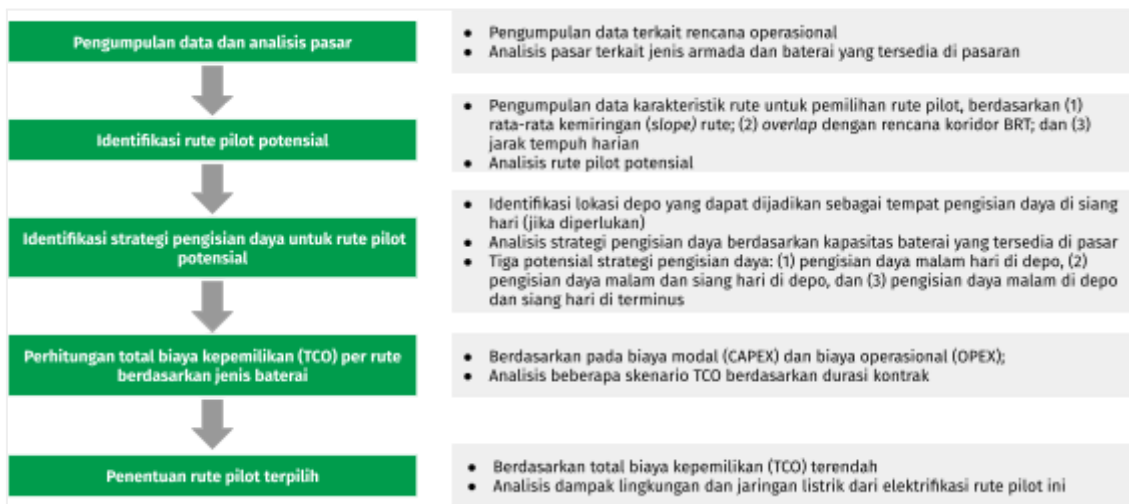 Pengumpulan data dan analisis pasar
● Pengumpulan data terkait rencana operasional
● Analisis pasar terkait jenis armada dan baterai yang tersedia di pasaran
Identifikasi rute pilot potensial
● Pengumpulan data karakteristik rute untuk pemilihan rute pilot, berdasarkan (1)
rata-rata kemiringan (slope) rute; (2) overlap dengan rencana koridor BRT; dan (3)
jarak tempuh harian
● Analisis rute pilot potensial
Identifikasi strategi pengisian daya untuk rute pilot
potensial
● Identifikasi lokasi depo yang dapat dijadikan sebagai tempat pengisian daya di siang
hari (jika diperlukan)
● Analisis strategi pengisian daya berdasarkan kapasitas baterai yang tersedia di pasar
● Tiga potensial strategi pengisian daya: (1) pengisian daya malam hari di depo, (2)
pengisian daya malam dan siang hari di depo, dan (3) pengisian daya malam di depo
dan siang hari di terminus
Perhitungan total biaya kepemilikan (TCO) per rute
berdasarkan jenis baterai
● Berdasarkan pada biaya modal (CAPEX) dan biaya operasional (OPEX);
● Analisis beberapa skenario TCO berdasarkan durasi kontrak
Penentuan rute pilot terpilih
● Berdasarkan total biaya kepemilikan (TCO) terendah
● Analisis dampak lingkungan dan jaringan listrik dari elektrifikasi rute pilot ini